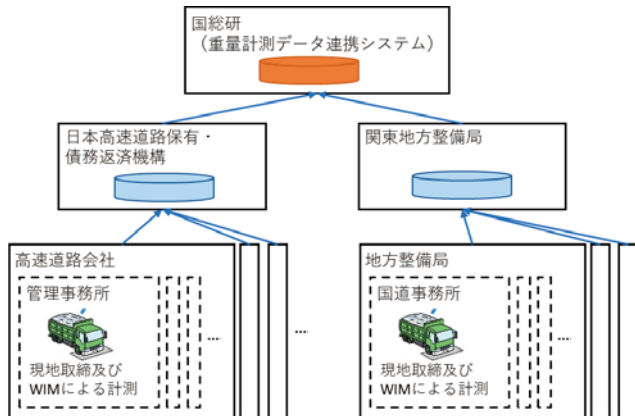 国総研
（重量計測データ連携システム）
日本高速道路保有・
債務返済機構
関東地方整備局
高速道路会社
管理事務所
現地取締及び
WIMによる計測
…
…
地方整備局
国道事務所
現地取締及び
WIMによる計測
…